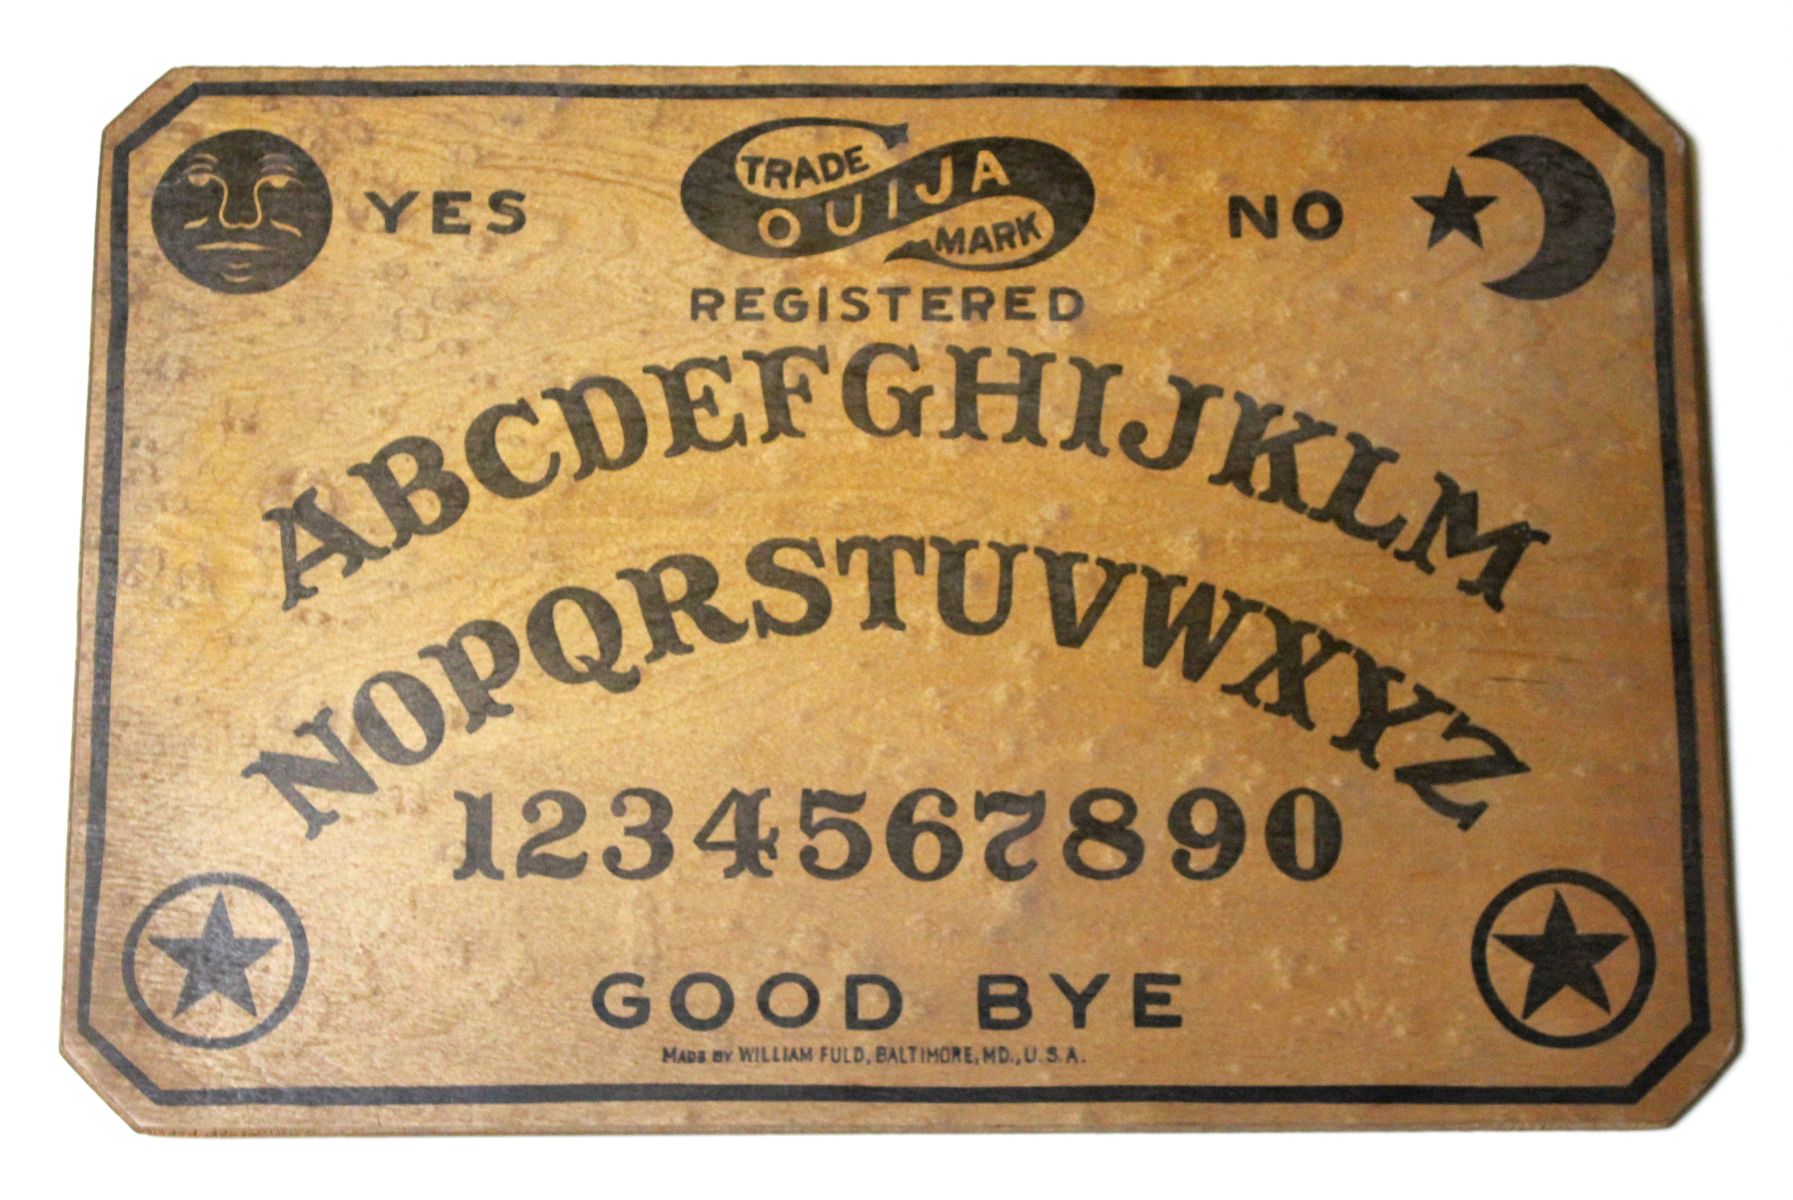 YES
TRADE
OUIJA
MARK
NO
REGISTERED
ABCDEFGHIJKLM
NOPQRSTUVWXYZ
1234567890
GOOD BYE
MADE BY WILLIAM FULD, BALTIMORE, MD., U.S.A.